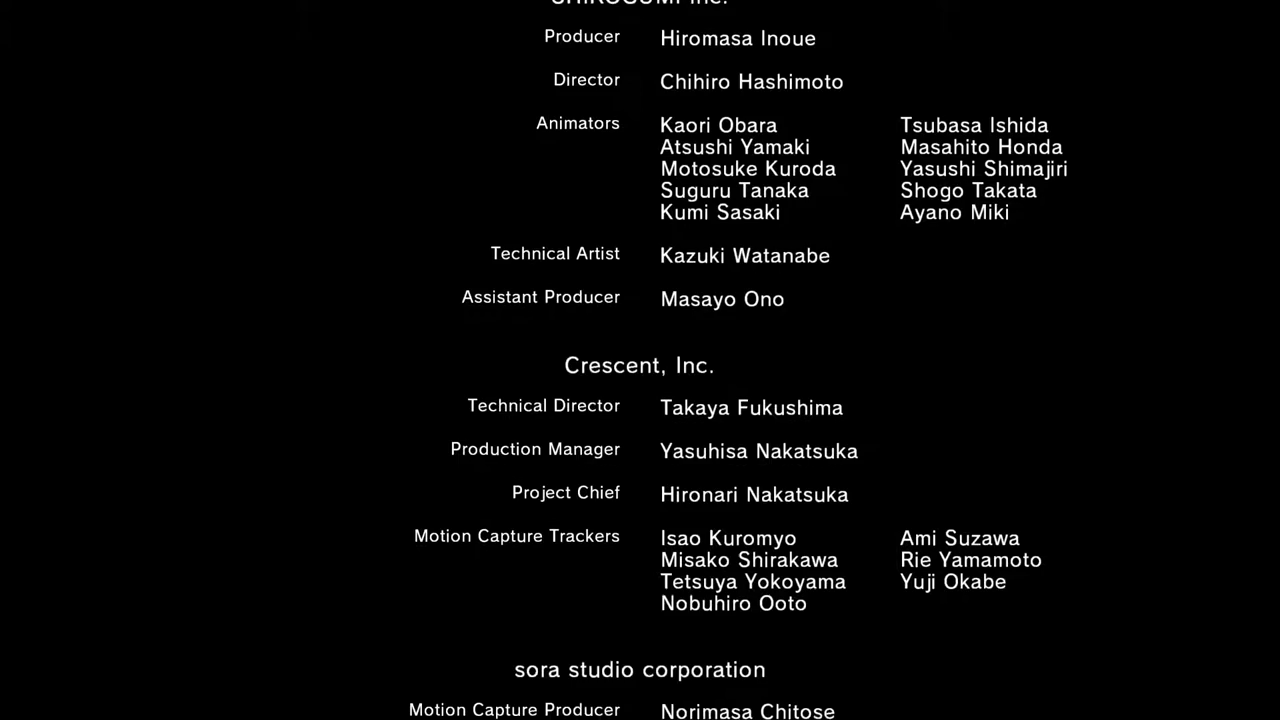 SHIROGUMI Inc.
Producer Hiromasa Inoue
Director Chihiro Hashimoto
Animators Kaori Obara Tsubasa Ishida
Atsushi Yamaki Masahito Honda
Motosuke Kuroda Yasushi Shimajiri
Suguru Tanaka Shogo Takata
Kumi Sasaki Ayano Miki
Technical Artist Kazuki Watanabe
Assistant Producer Masayo Ono
Crescent, Inc.
Technical Director Takaya Fukushima
Production Manager Yasuhisa Nakatsuka
Project Chief Hironari Nakatsuka
Motion Capture Trackers Isao Kuromyo Ami Suzawa
Misako Shirakawa Rie Yamamoto
Tetsuya Yokoyama Yuji Okabe
Nobuhiro Ooto
sora studio corporation
Motion Capture Producer Norimasa Chitose